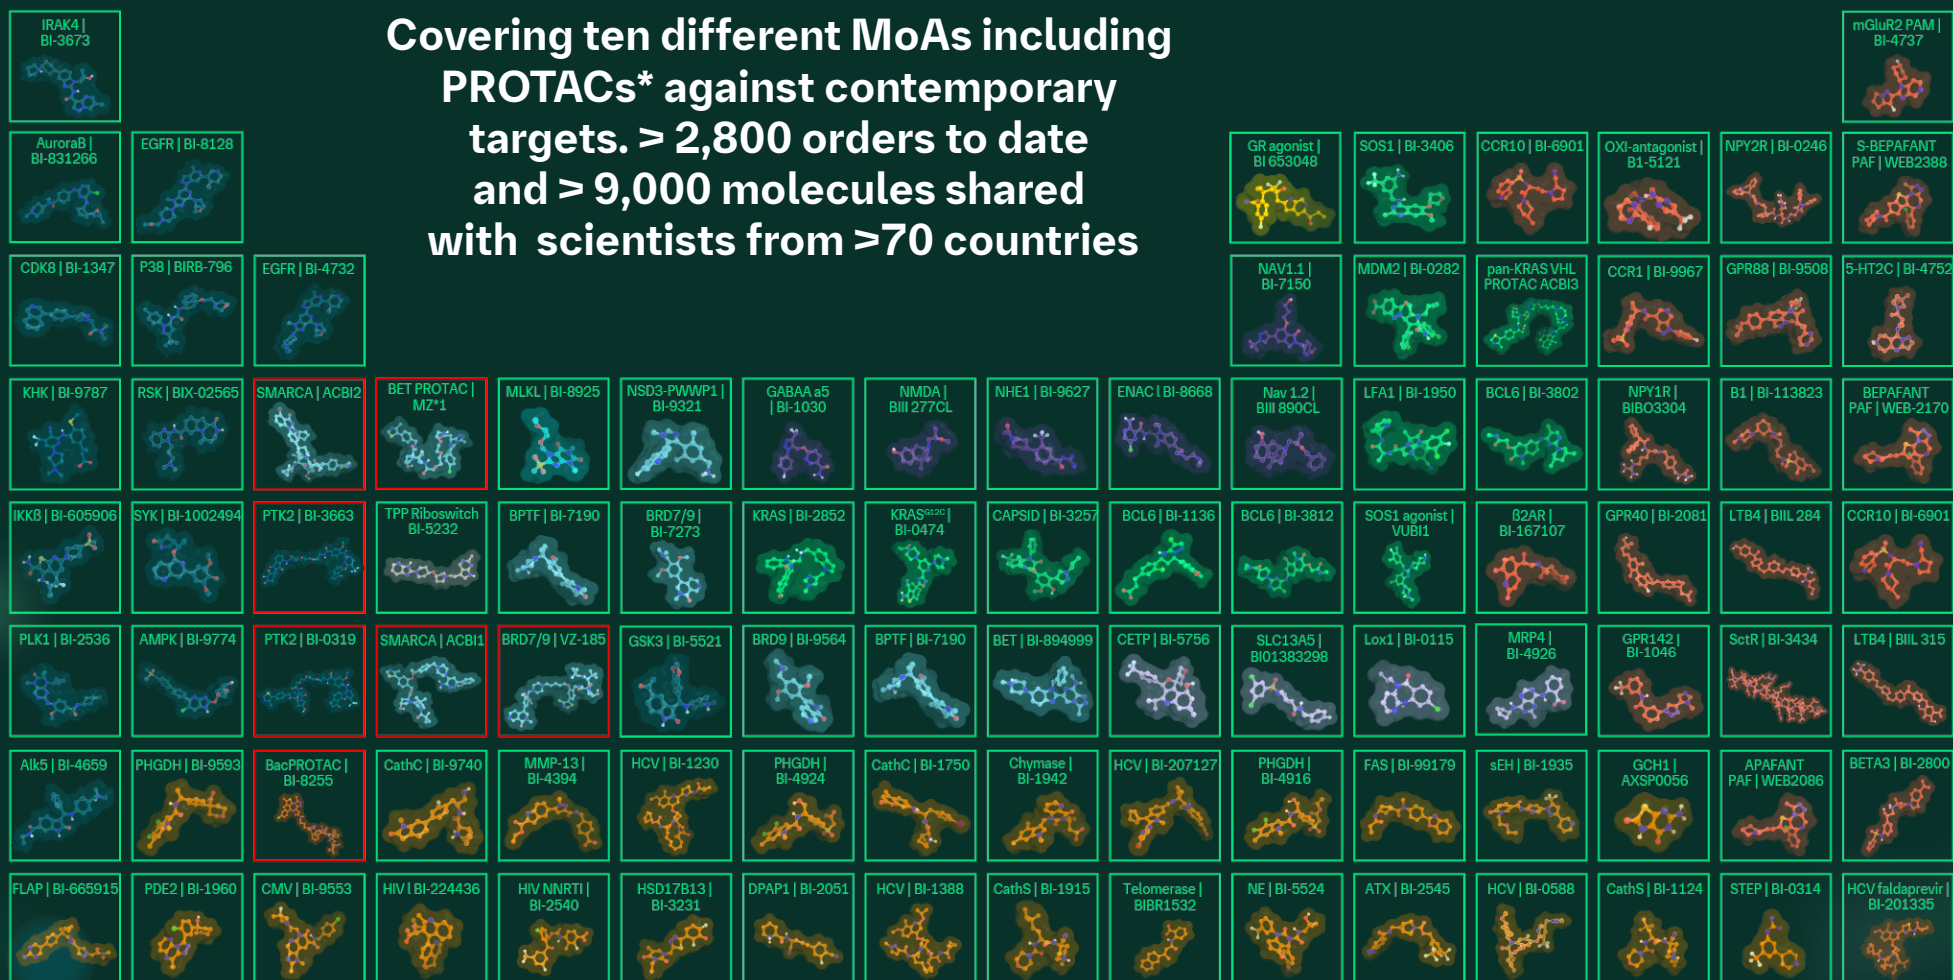 Covering ten different MoAs including
PROTACs* against contemporary
targets. > 2,800 orders to date
and > 9,000 molecules shared
with scientists from >70 countries
IRAK4 |
BI-3673
mGluR2 PAM |
BI-4737
AuroraB |
BI-831266
EGFR | BI-8128
GR agonist |
BI 653048
SOS1 | BI-3406
CCR10 | BI-6901
OXI-antagonist |
B1-5121
NPY2R | BI-0246
S-BEPAFANT
PAF | WEB2388
CDK8 | BI-1347
P38 | BIRB-796
EGFR | BI-4732
NAV1.1 |
BI-7150
MDM2 | BI-0282
pan-KRAS VHL
PROTAC ACBI3
CCR1 | BI-9967
GPR88 | BI-9508
5-HT2C | BI-4752
KHK | BI-9787
RSK | BIX-02565
SMARCA | ACBI2
BET PROTAC |
MZ*1
MLKL | BI-8925
NSD3-PWWP1 |
BI-9321
GABAA a5
| BI-1030
NMDA |
BIII 277CL
NHE1 | BI-9627
ENAC l BI-8668
Nav 1.2 |
BIII 890CL
LFA1 | BI-1950
BCL6 | BI-3802
NPY1R |
BIBO3304
B1 | BI-113823
BEPAFANT
PAF | WEB-2170
IKKß | BI-605906
SYK | BI-1002494
PTK2 | BI-3663
TPP Riboswitch
BI-5232
BPTF | BI-7190
BRD7/9 |
BI-7273
KRAS | BI-2852
KRASG12C |
BI-0474
CAPSID | BI-3257
BCL6 | BI-1136
BCL6 | BI-3812
SOS1 agonist |
VUBI1
ß2AR |
BI-167107
GPR40 | BI-2081
LTB4 | BIIL 284
CCR10 | BI-6901
PLK1 | BI-2536
AMPK | BI-9774
PTK2 | BI-0319
SMARCA | ACBI1
BRD7/9 | VZ-185
GSK3 | BI-5521
BRD9 | BI-9564
BPTF | BI-7190
BET | BI-894999
CETP | BI-5756
SLC13A5 |
BI01383298
Lox1 | BI-0115
MRP4 |
BI-4926
GPR142 |
BI-1046
SctR | BI-3434
LTB4 | BIIL 315
Alk5 | BI-4659
PHGDH | BI-9593
BacPROTAC |
BI-8255
CathC | BI-9740
MMP-13 |
BI-4394
HCV | BI-1230
PHGDH |
BI-4924
CathC | BI-1750
Chymase |
BI-1942
HCV | BI-207127
PHGDH |
BI-4916
FAS | BI-99179
sEH | BI-1935
GCH1 |
AXSP0056
APAFANT
PAF | WEB2086
BETA3 | BI-2800
FLAP | BI-665915
PDE2 | BI-1960
CMV | BI-9553
HIV l BI-224436
HIV NNRTI |
BI-2540
HSD17B13 |
BI-3231
DPAP1 | BI-2051
HCV | BI-1388
CathS | BI-1915
Telomerase |
BIBR1532
NE | BI-5524
ATX | BI-2545
HCV | BI-0588
CathS | BI-1124
STEP | BI-0314
HCV faldaprevir |
BI-201335